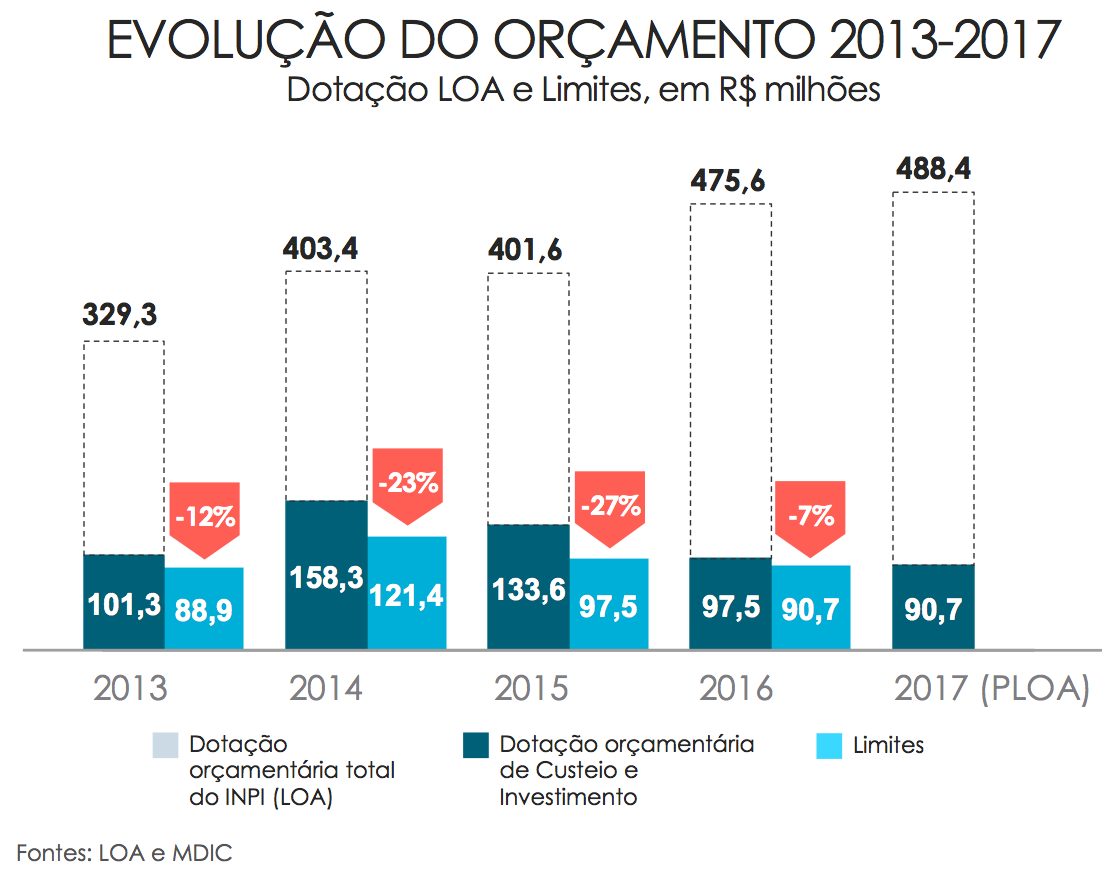 EVOLUÇÃO DO ORÇAMENTO 2013-2017
Dotação LOA e Limites, em R$ milhões
329,3
403,4
401,6
475,6
488,4
-12%
-23%
-27%
-7%
101,3
88,9
158,3
121,4
133,6
97,5
97,5
90,7
90,7
2013
2014
2015
2016
2017 (PLOA)
Dotação
orçamentária total
do INPI (LOA)
Dotação orçamentária
de Custeio e
Investimento
Limites
Fontes: LOA e MDIC